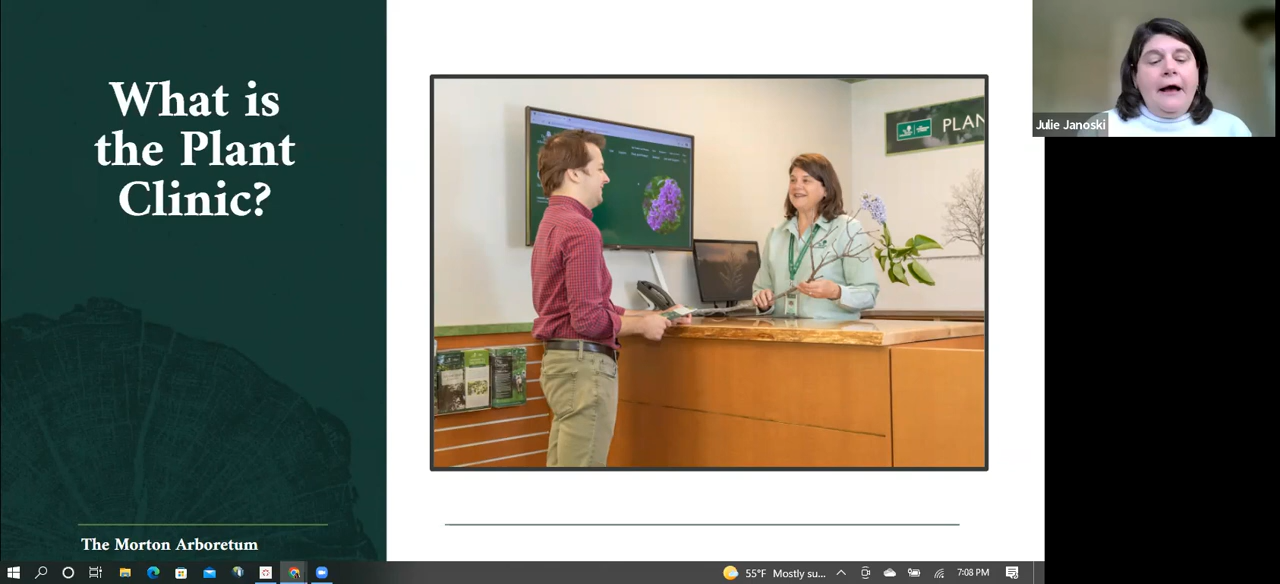 What is
the Plant
Clinic?
PLAN
Julie Janoski
The Morton Arboretum
55°F Mostly su...
7:08 PM